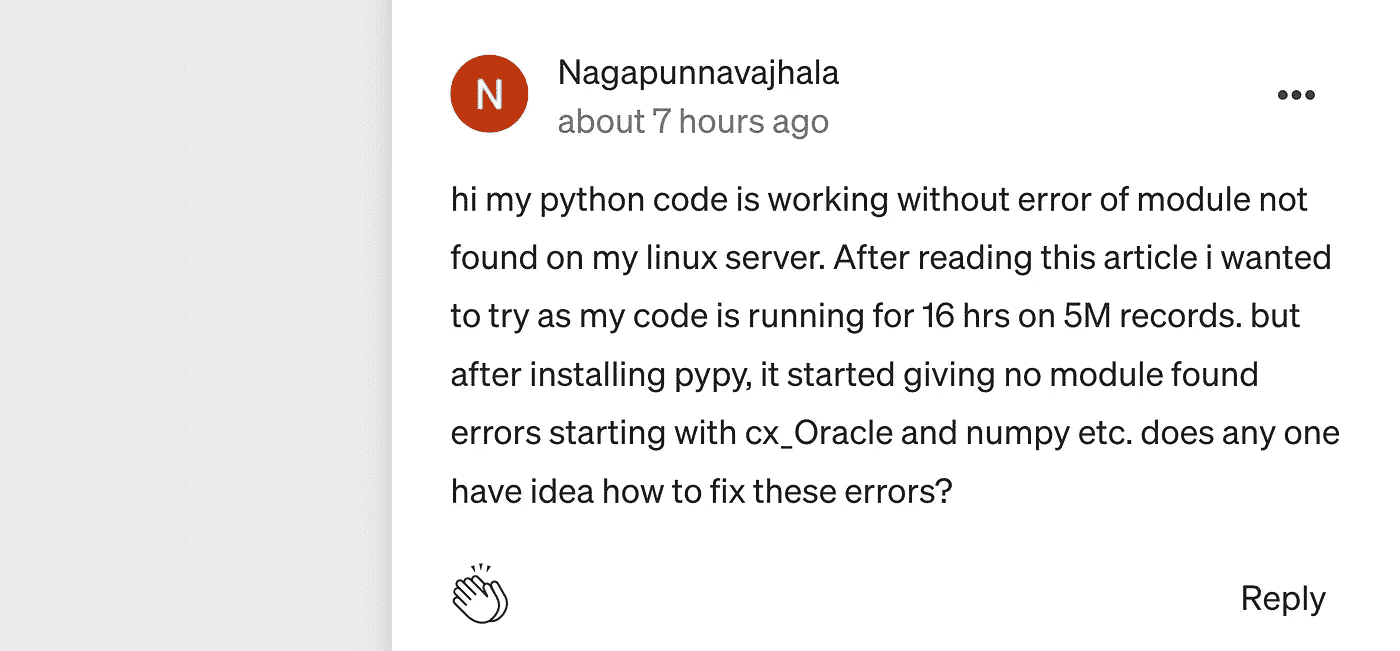 N
Nagapunnavajhala
about 7 hours ago
hi my python code is working without error of module not
found on my linux server. After reading this article i wanted
to try as my code is running for 16 hrs on 5M records. but
after installing pypy, it started giving no module found
errors starting with cx_Oracle and numpy etc. does any one
have idea how to fix these errors?
Reply